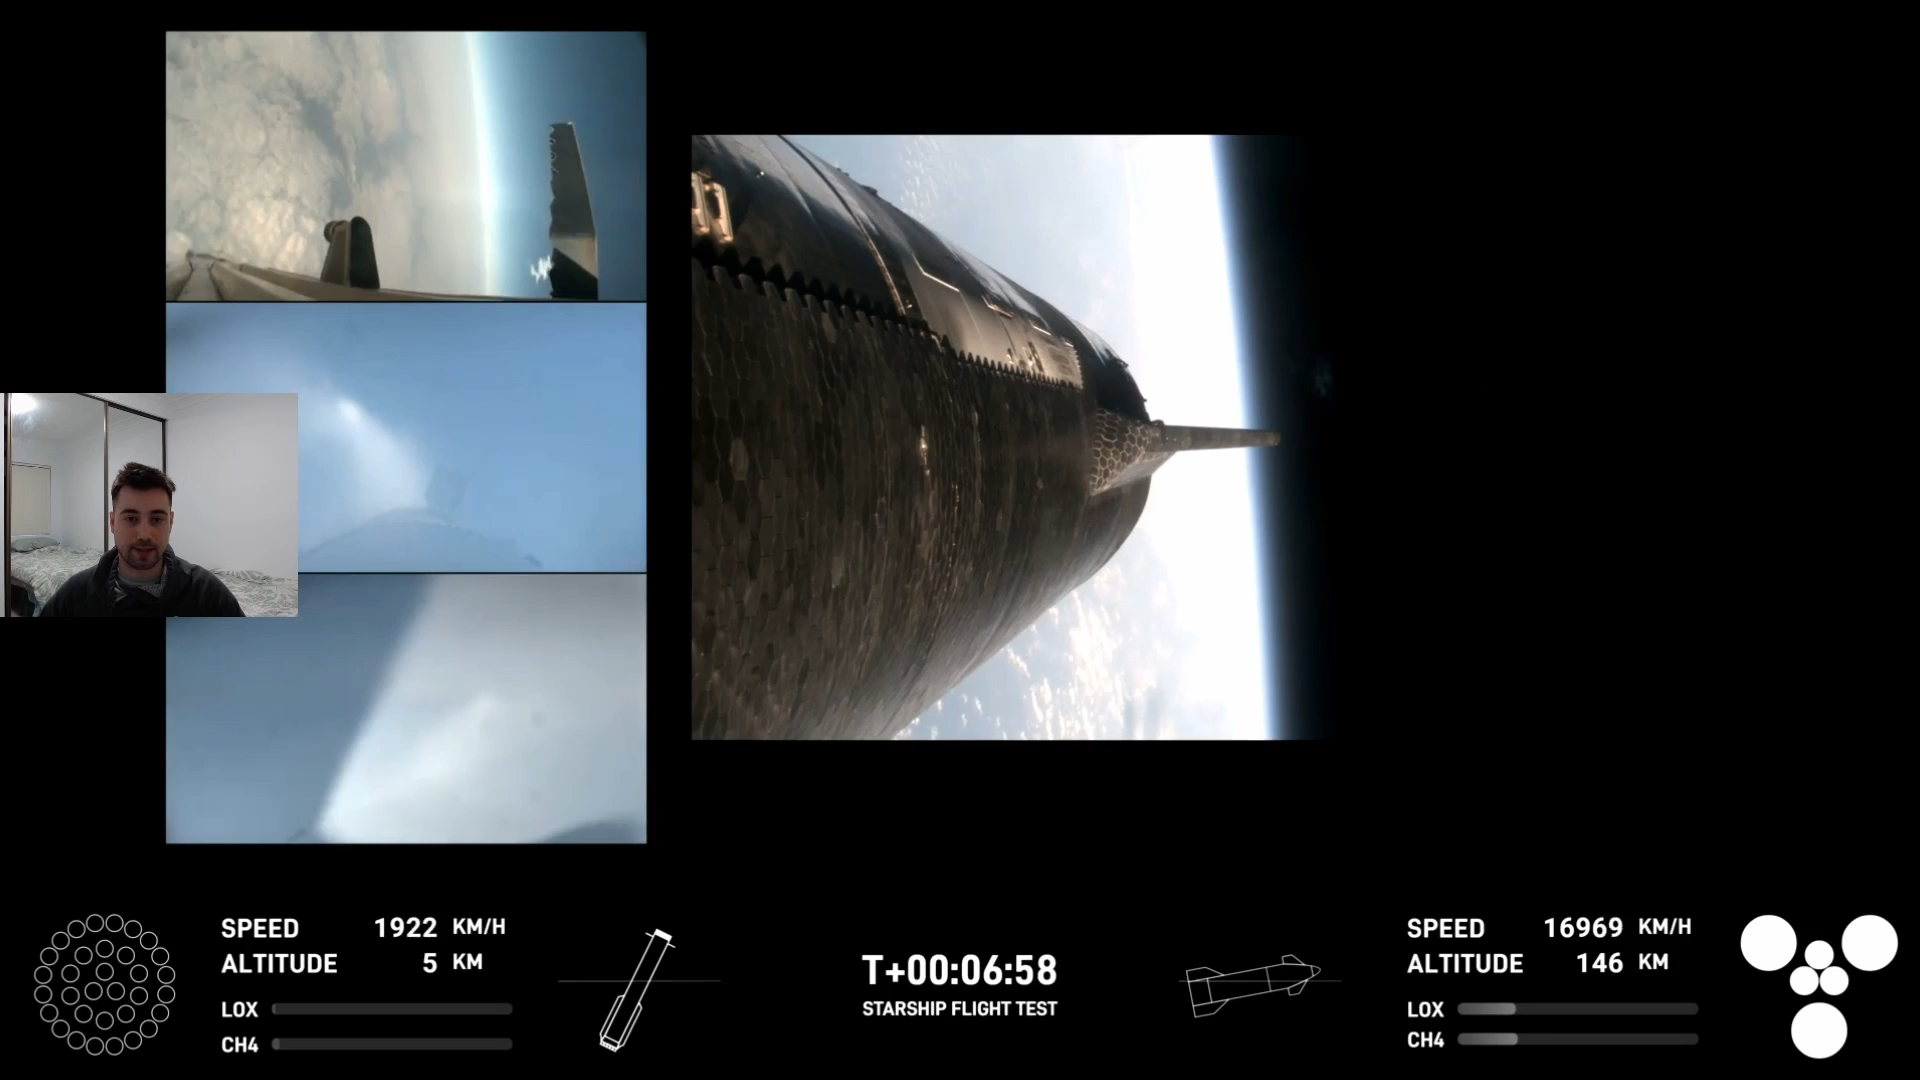 SPEED 1922 KM/H
ALTITUDE 5 KM
LOX
CH4
T+00:06:58
STARSHIP FLIGHT TEST
SPEED 16969 KM/H
ALTITUDE 146 KM
LOX
CH4